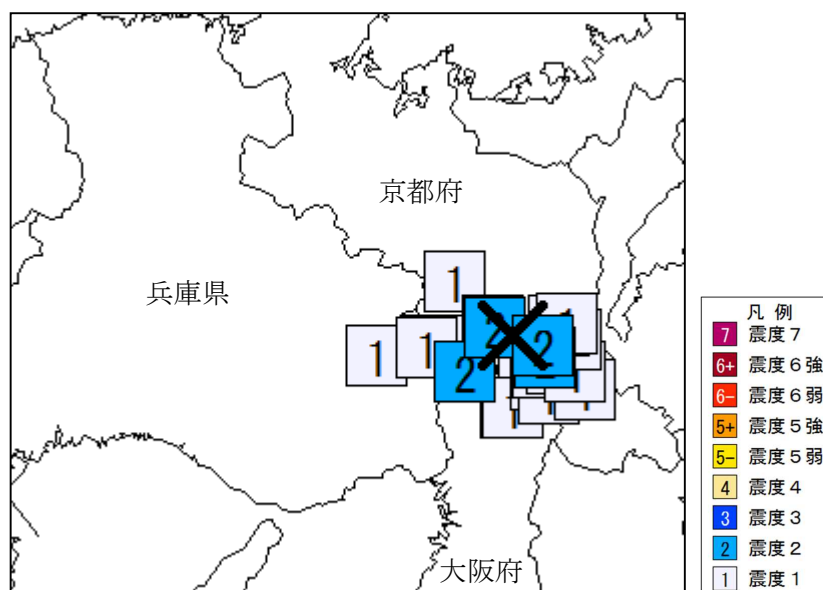 京都府
兵庫県
大阪府
1
1
1
1
2
2
2
1
1
1
凡 例
7 震度７
6+ 震度６強
6- 震度６弱
5+ 震度５強
5- 震度５弱
4 震度４
3 震度３
2 震度２
1 震度１